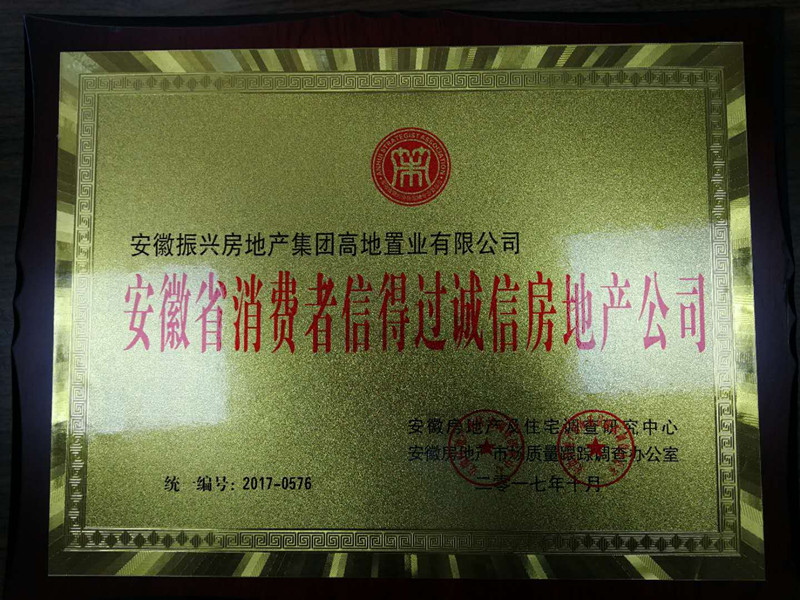 安徽振兴房地产集团高地置业有限公司
安徽省消费者信得过诚信房地产公司
安徽房地产及住宅调查研究中心
安徽房地产市场质量跟踪调查办公室
统一编号：2017-0576
二零一七年十月